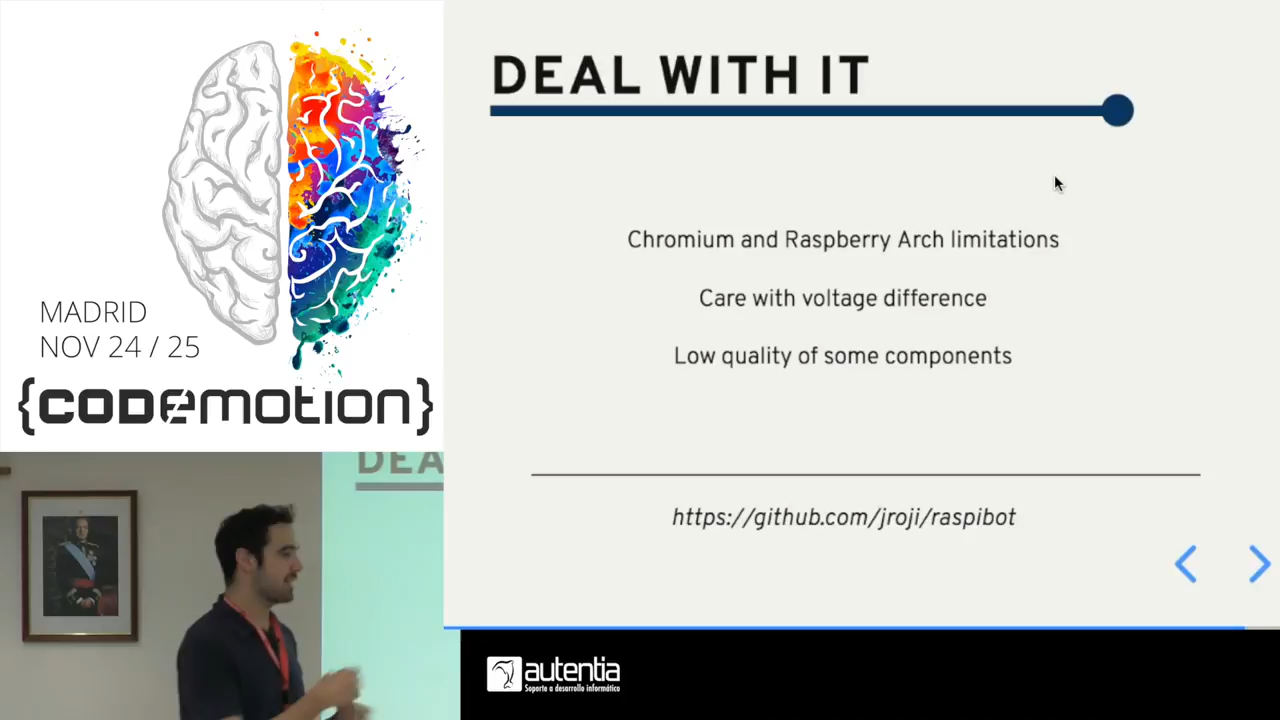 MADRID
NOV 24 / 25
{CODEMOTION}
DEA
DEAL WITH IT
Chromium and Raspberry Arch limitations
Care with voltage difference
Low quality of some components
https://github.com/jroji/raspibot
autentia
Soporte a desarrollo informático